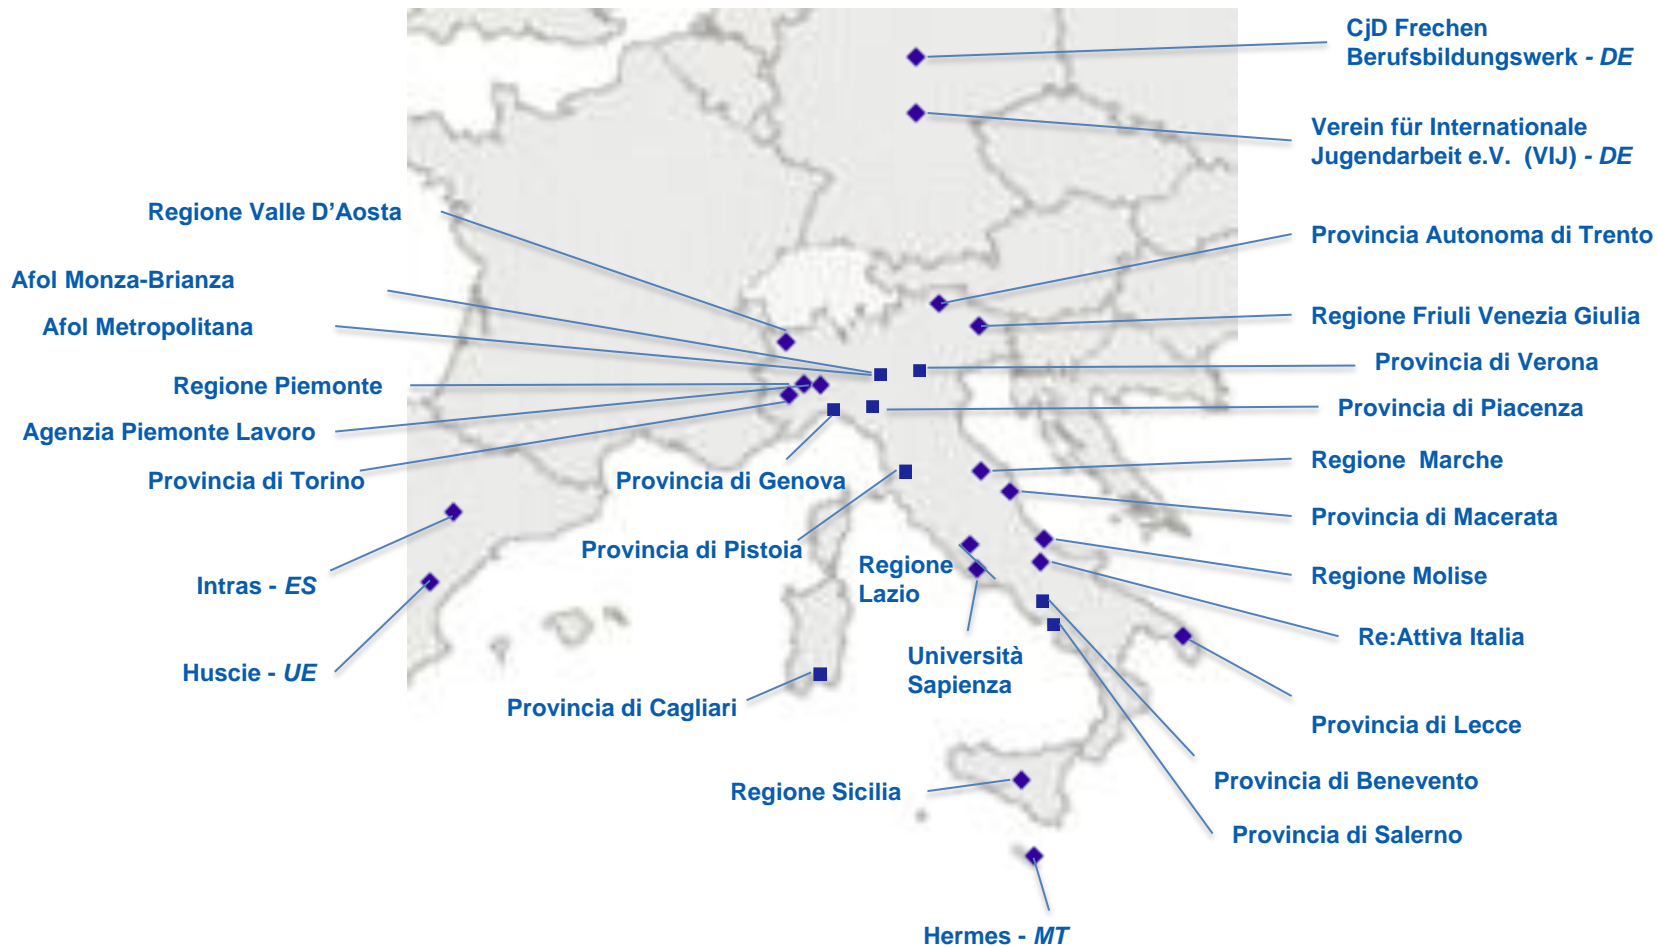 CjD Frechen
Berufsbildungswerk - DE
Verein für Internationale
Jugendarbeit e.V. (VIJ) - DE
Regione Valle D’Aosta
Provincia Autonoma di Trento
Afol Monza-Brianza
Afol Metropolitana
Regione Friuli Venezia Giulia
Provincia di Verona
Regione Piemonte
Provincia di Piacenza
Agenzia Piemonte Lavoro
Regione Marche
Provincia di Torino
Provincia di Genova
Provincia di Macerata
Provincia di Pistoia
Regione
Lazio
Regione Molise
Intras - ES
Re:Attiva Italia
Università
Sapienza
Huscie - UE
Provincia di Cagliari
Provincia di Lecce
Provincia di Benevento
Regione Sicilia
Provincia di Salerno
Hermes - MT